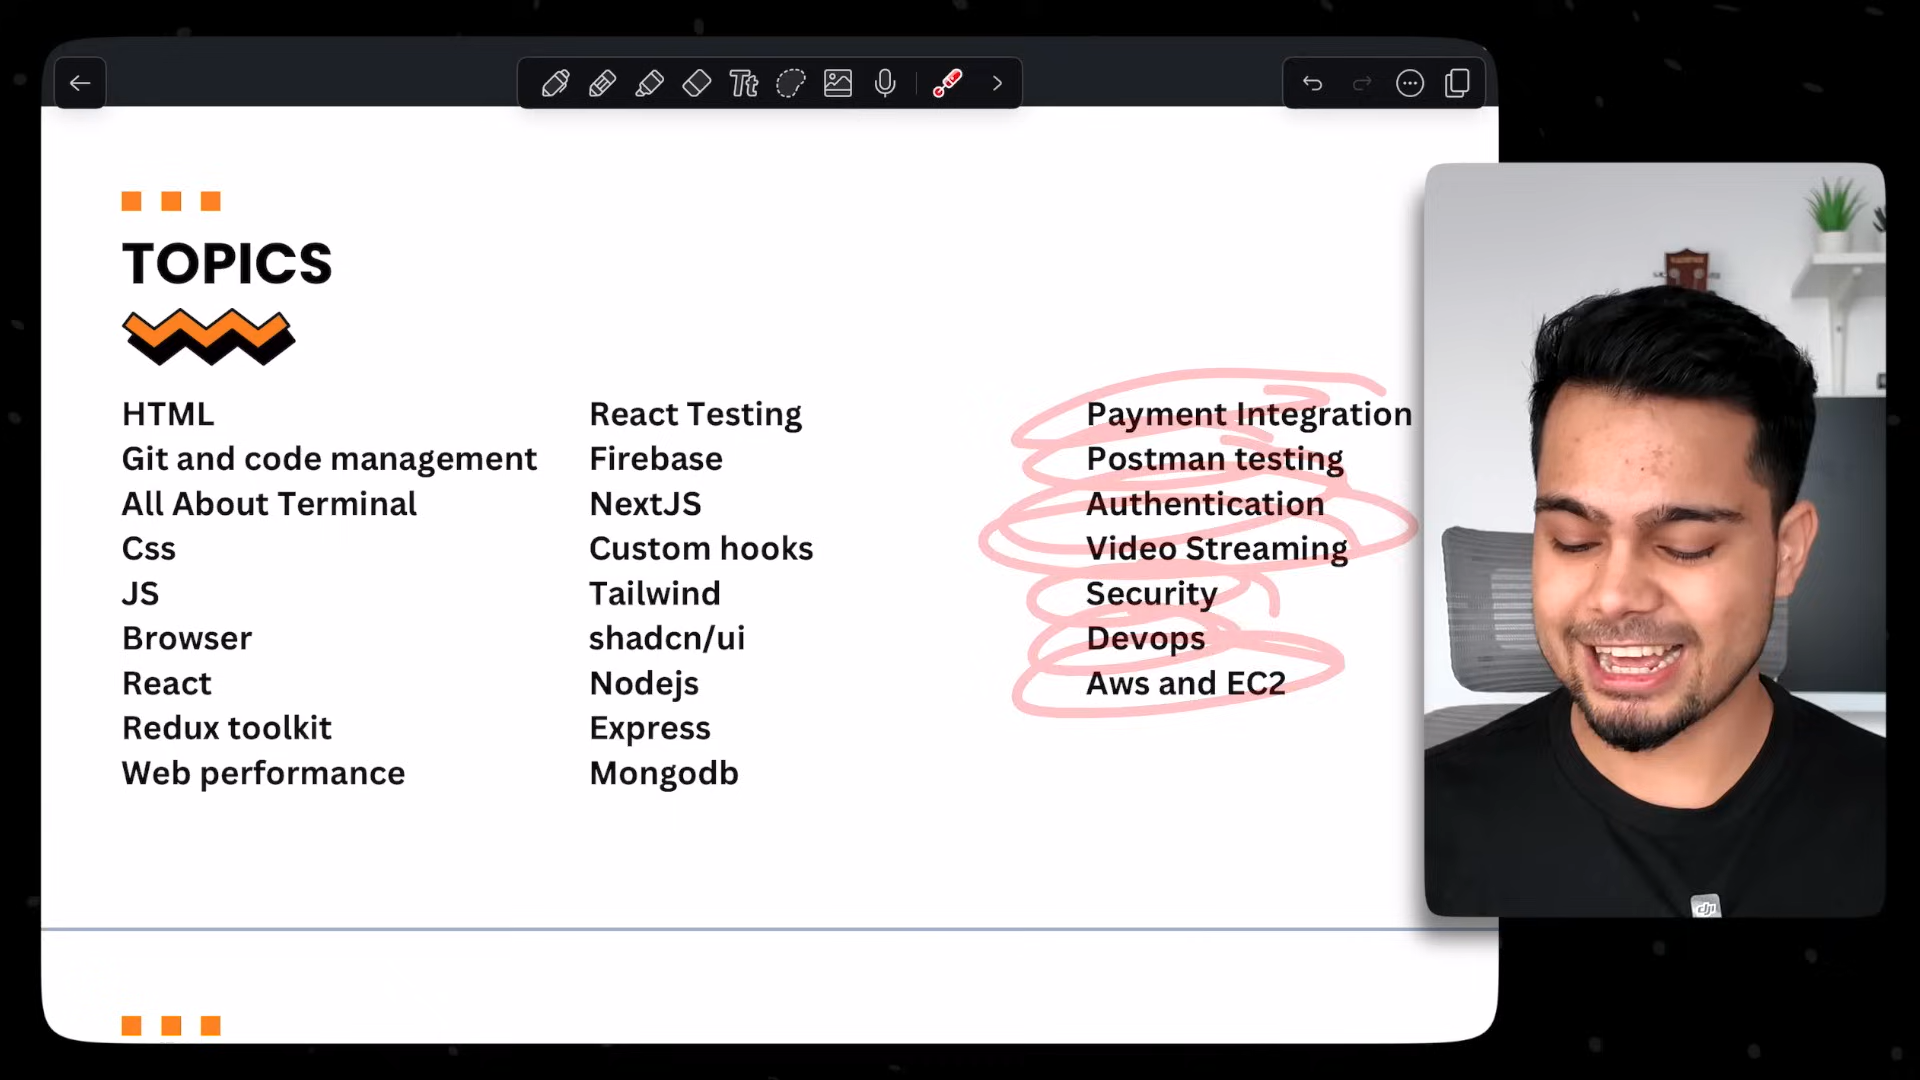 Tt
TOPICS
HTML
Git and code management
All About Terminal
Css
JS
Browser
React
Redux toolkit
Web performance
React Testing
Firebase
NextJS
Custom hooks
Tailwind
shadcn/ui
Nodejs
Express
Mongodb
Payment Integration
Postman testing
Authentication
Video Streaming
Security
Devops
Aws and EC2
dji